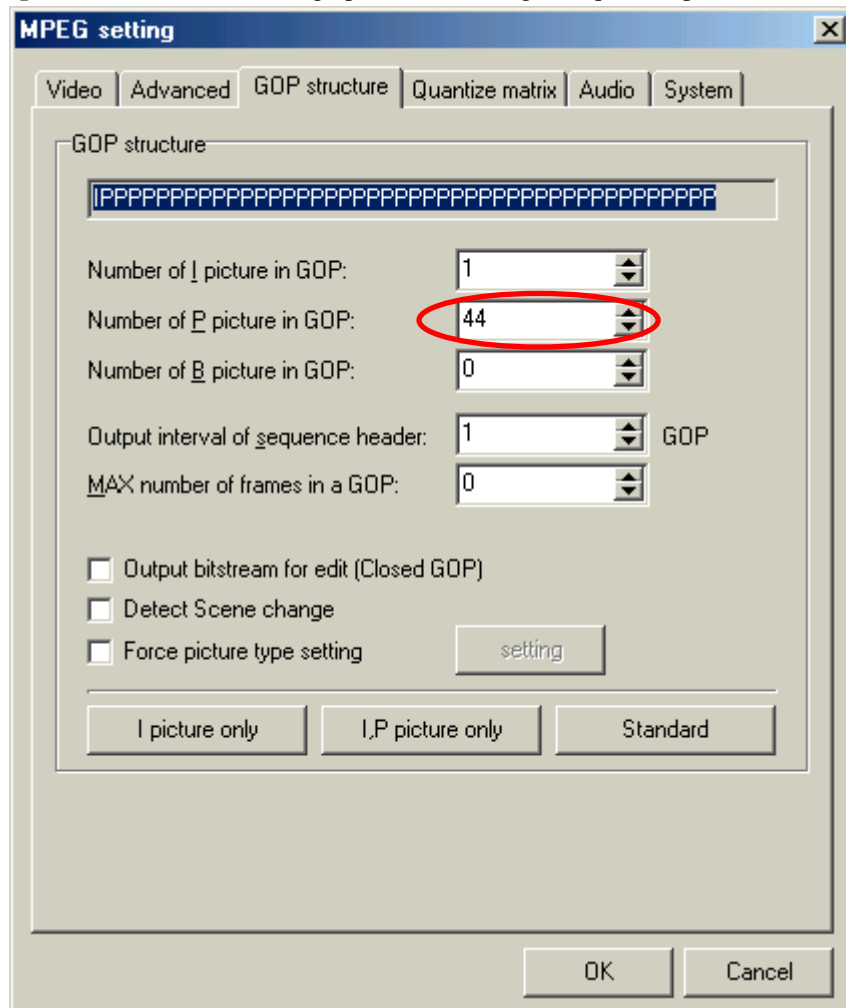 MPEG setting
Video Advanced GOP structure Quantize matrix Audio System
GOP structure
IPPPPPPPPPPPPPPPPPPPPPPPPPPPPPPPPPPPPPPPPPPPP
Number of I picture in GOP: 1
Number of P picture in GOP: 44
Number of B picture in GOP: 0
Output interval of sequence header: 1 GOP
MAX number of frames in a GOP: 0
Output bitstream for edit (Closed GOP)
Detect Scene change
Force picture type setting setting
I picture only I,P picture only Standard
OK Cancel